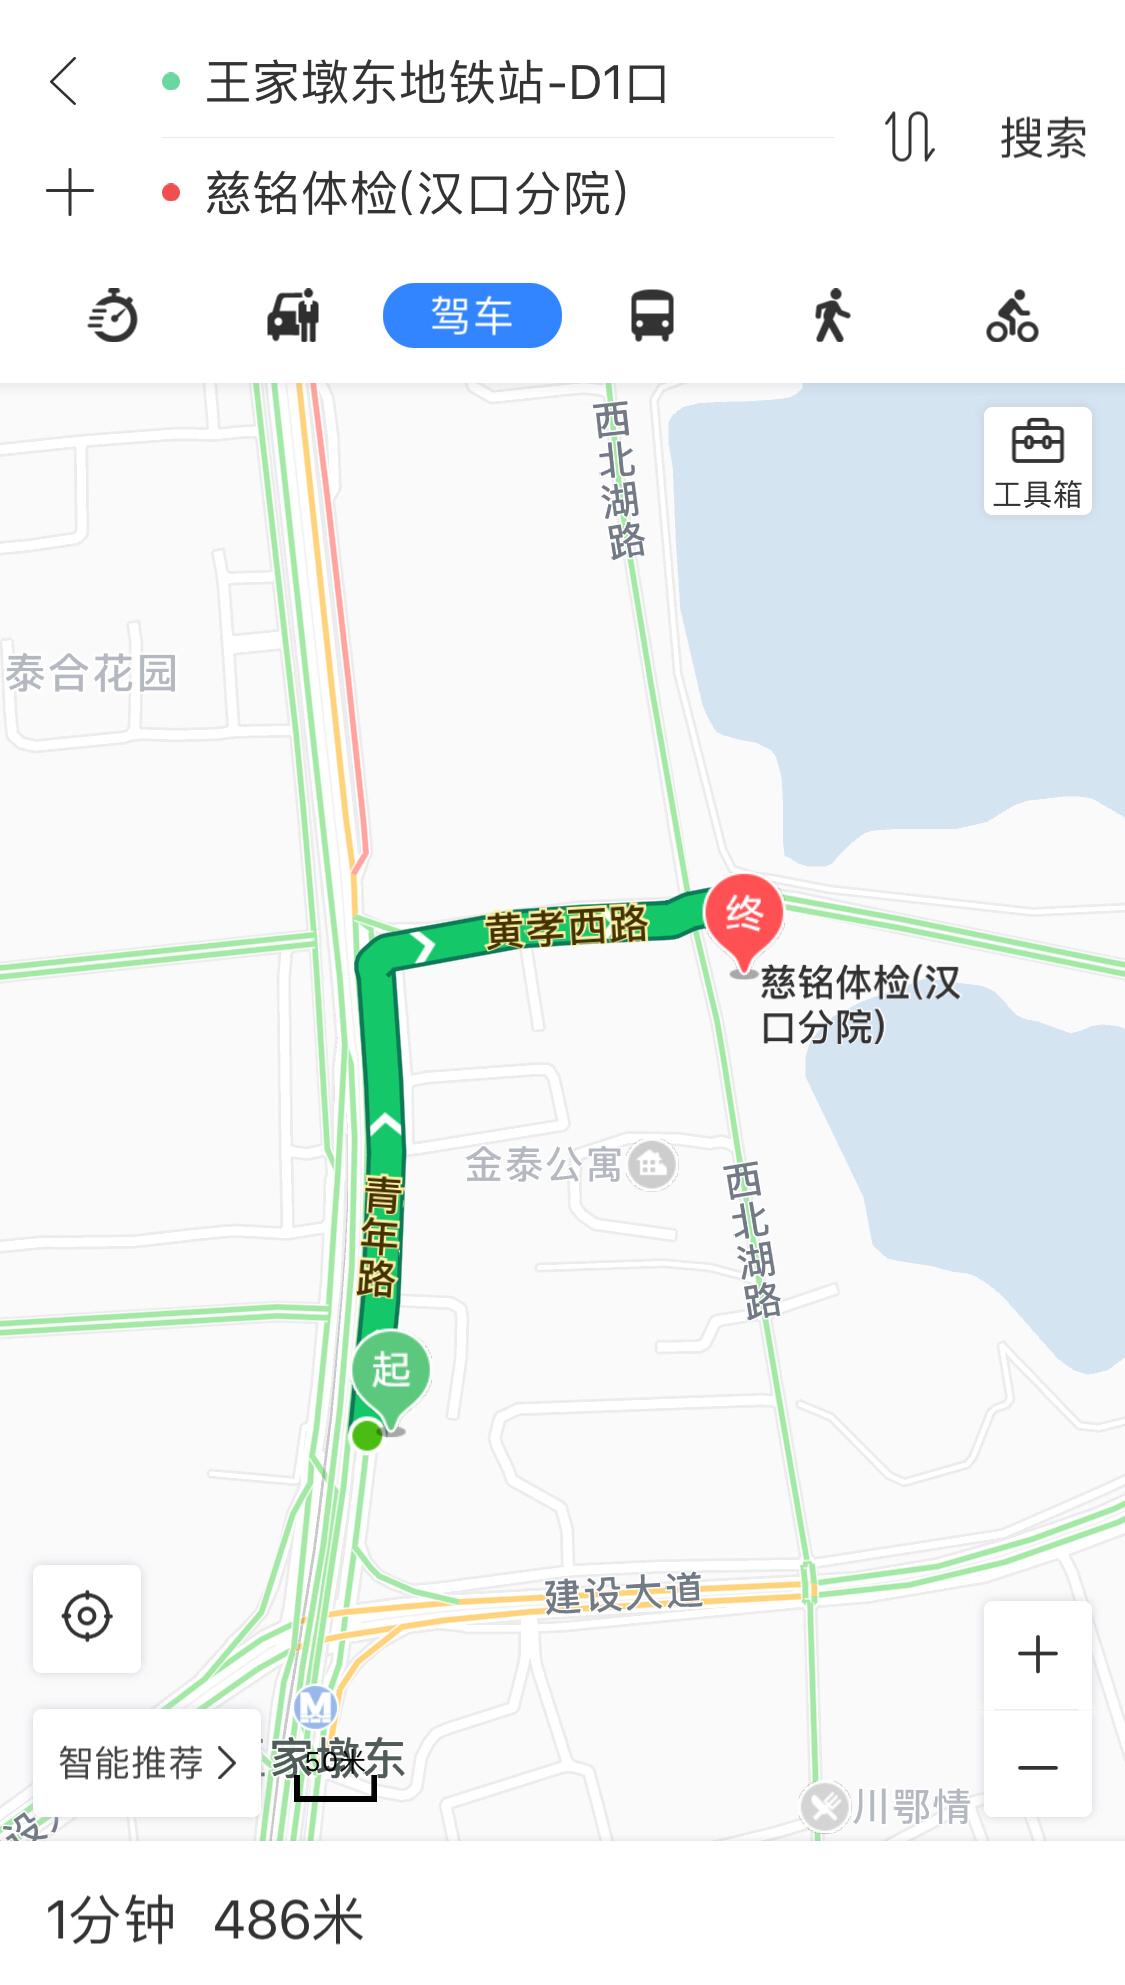 王家墩东地铁站-D1口
搜索
慈铭体检(汉口分院)
驾车
西北湖路
工具箱
泰合花园
黄孝西路
终
慈铭体检(汉
口分院)
金泰公寓
西北湖路
青年路
起
建设大道
M
智能推荐
家墩东
50米
川鄂情
设
1分钟 486米